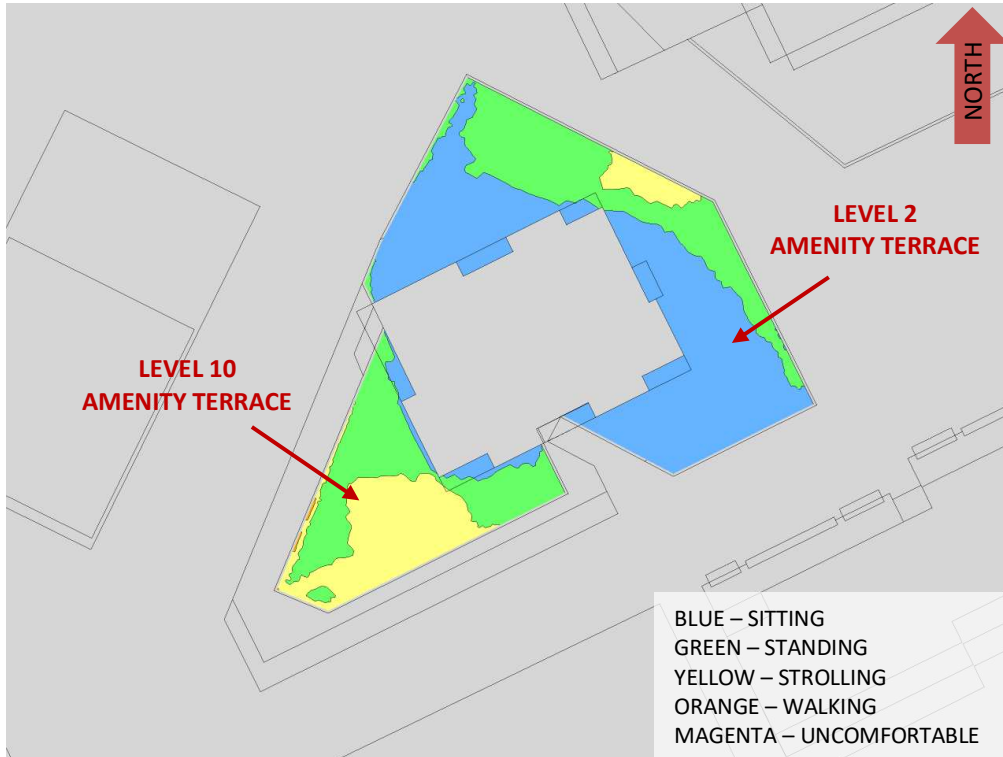 NORTH
LEVEL 2
AMENITY TERRACE
LEVEL 10
AMENITY TERRACE
BLUE – SITTING
GREEN – STANDING
YELLOW – STROLLING
ORANGE – WALKING
MAGENTA – UNCOMFORTABLE